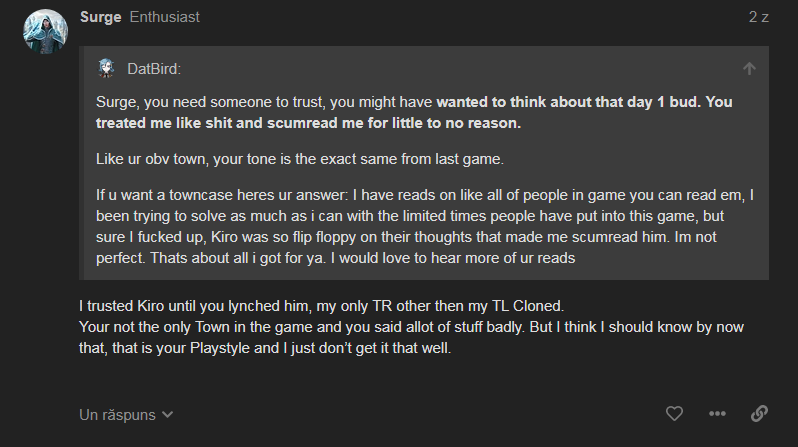 Surge Enthusiast
2 z
DatBird:
Surge, you need someone to trust, you might have wanted to think about that day 1 bud. You
treated me like shit and scumread me for little to no reason.
Like ur obv town, your tone is the exact same from last game.
If u want a towncase heres ur answer: I have reads on like all of people in game you can read em, I
been trying to solve as much as i can with the limited times people have put into this game, but
sure I fucked up, Kiro was so flip floppy on their thoughts that made me scumread him. Im not
perfect. Thats about all i got for ya. I would love to hear more of ur reads
I trusted Kiro until you lynched him, my only TR other then my TL Cloned.
Your not the only Town in the game and you said allot of stuff badly. But I think I should know by now
that, that is your Playstyle and I just don’t get it that well.
Un răspuns